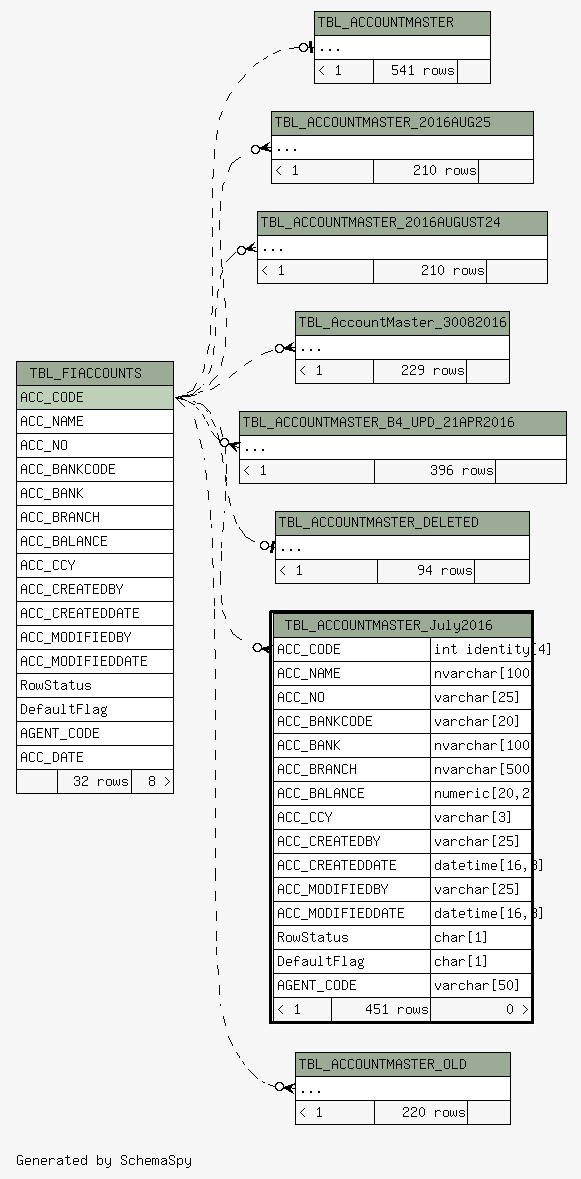 TBL_ACCOUNTMASTER
...
< 1 541 rows
TBL_ACCOUNTMASTER_2016AUG25
...
< 1 210 rows
TBL_ACCOUNTMASTER_2016AUGUST24
...
< 1 210 rows
TBL_AccountMaster_30082016
...
< 1 229 rows
TBL_FIACCOUNTS
ACC_CODE
ACC_NAME
ACC_NO
ACC_BANKCODE
ACC_BANK
ACC_BRANCH
ACC_BALANCE
ACC_CCY
ACC_CREATEDBY
ACC_CREATEDDATE
ACC_MODIFIEDBY
ACC_MODIFIEDDATE
RowStatus
DefaultFlag
AGENT_CODE
ACC_DATE
32 rows 8 >
TBL_ACCOUNTMASTER_B4_UPD_21APR2016
...
< 1 396 rows
TBL_ACCOUNTMASTER_DELETED
...
< 1 94 rows
TBL_ACCOUNTMASTER_July2016
ACC_CODE int identity[4]
ACC_NAME nvarchar[100
ACC_NO varchar[25]
ACC_BANKCODE varchar[20]
ACC_BANK nvarchar[100
ACC_BRANCH nvarchar[500
ACC_BALANCE numeric[20,2
ACC_CCY varchar[3]
ACC_CREATEDBY varchar[25]
ACC_CREATEDDATE datetime[16,3]
ACC_MODIFIEDBY varchar[25]
ACC_MODIFIEDDATE datetime[16,3]
RowStatus char[1]
DefaultFlag char[1]
AGENT_CODE varchar[50]
< 1 451 rows 0 >
TBL_ACCOUNTMASTER_OLD
...
< 1 220 rows
Generated by SchemaSpy